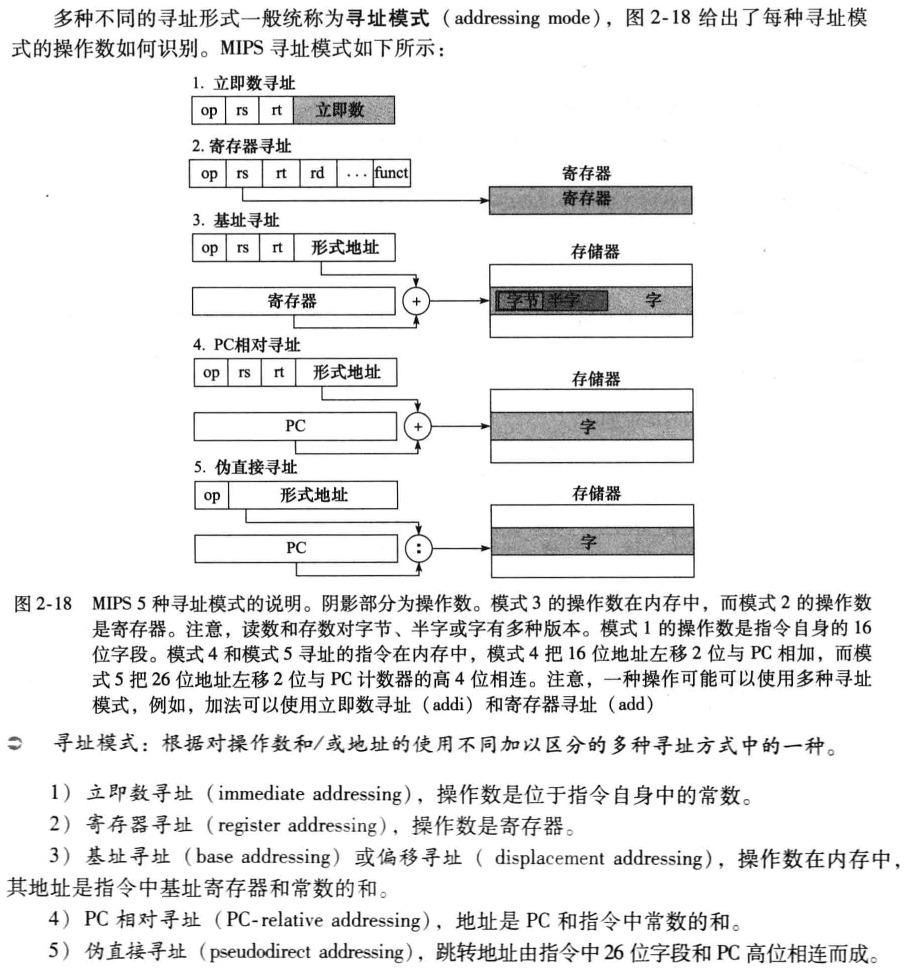 多种不同的寻址形式一般统称为寻址模式（addressing mode），图 2-18 给出了每种寻址模
式的操作数如何识别。MIPS 寻址模式如下所示：
1. 立即数寻址
op rs rt 立即数
2. 寄存器寻址
op rs rt rd ... funct
寄存器
寄存器
3. 基址寻址
op rs rt 形式地址
存储器
寄存器 + 字节 半字 字
4. PC相对寻址
op rs rt 形式地址
存储器
PC + 字
5. 伪直接寻址
op 形式地址
存储器
PC : 字
图 2-18 MIPS 5 种寻址模式的说明。阴影部分为操作数。模式 3 的操作数在内存中，而模式 2 的操作数
是寄存器。注意，读数和存数对字节、半字或字有多种版本。模式 1 的操作数是指令自身的 16
位字段。模式 4 和模式 5 寻址的指令在内存中，模式 4 把 16 位地址左移 2 位与 PC 相加，而模
式 5 把 26 位地址左移 2 位与 PC 计数器的高 4 位相连。注意，一种操作可能可以使用多种寻址
模式，例如，加法可以使用立即数寻址（addi）和寄存器寻址（add）
寻址模式：根据对操作数和/或地址的使用不同加以区分的多种寻址方式中的一种。
1）立即数寻址（immediate addressing），操作数是位于指令自身中的常数。
2）寄存器寻址（register addressing），操作数是寄存器。
3）基址寻址（base addressing）或偏移寻址（displacement addressing），操作数在内存中，
其地址是指令中基址寄存器和常数的和。
4）PC 相对寻址（PC-relative addressing），地址是 PC 和指令中常数的和。
5）伪直接寻址（pseudodirect addressing），跳转地址由指令中 26 位字段和 PC 高位相连而成。